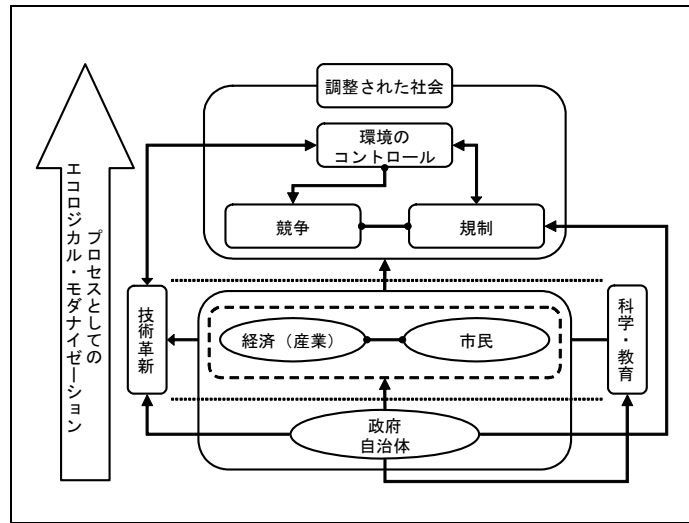 調整された社会
環境の
コントロール
競争
規制
プロセスとしての
エコロジカル・モダナイゼーション
技術革新
経済（産業）
市民
科学・教育
政府
自治体